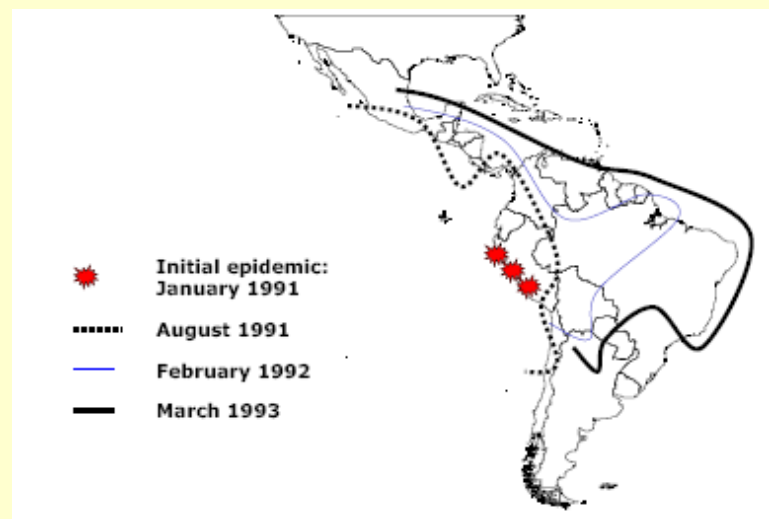 Initial epidemic:
January 1991
August 1991
February 1992
March 1993